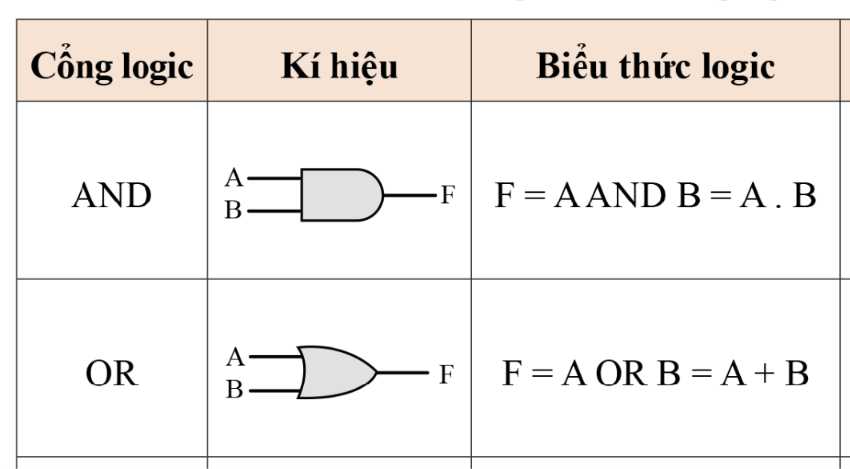 Cổng logic Kí hiệu Biểu thức logic
AND A B F F = A AND B = A . B
OR A B F F = A OR B = A + B